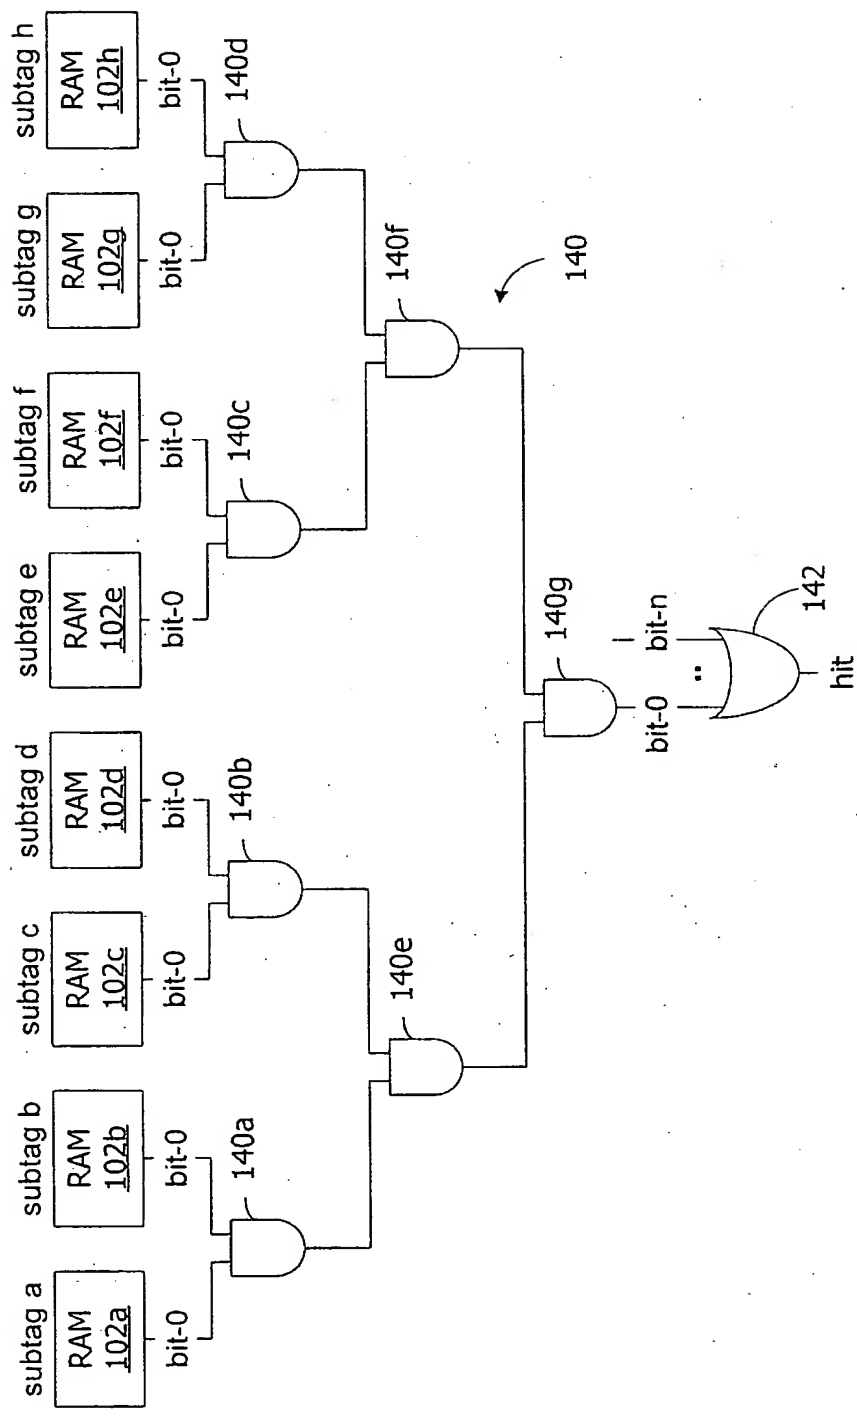 subtag a
subtag b
subtag c
subtag d
subtag e
subtag f
subtag g
subtag h
RAM
102a
RAM
102b
RAM
102c
RAM
102d
RAM
102e
RAM
102f
RAM
102g
RAM
102h
bit-0
bit-0
bit-0
bit-0
bit-0
bit-0
bit-0
bit-0
140a
140b
140c
140d
140e
140f
140g
140
bit-0
..
bit-n
142
hit